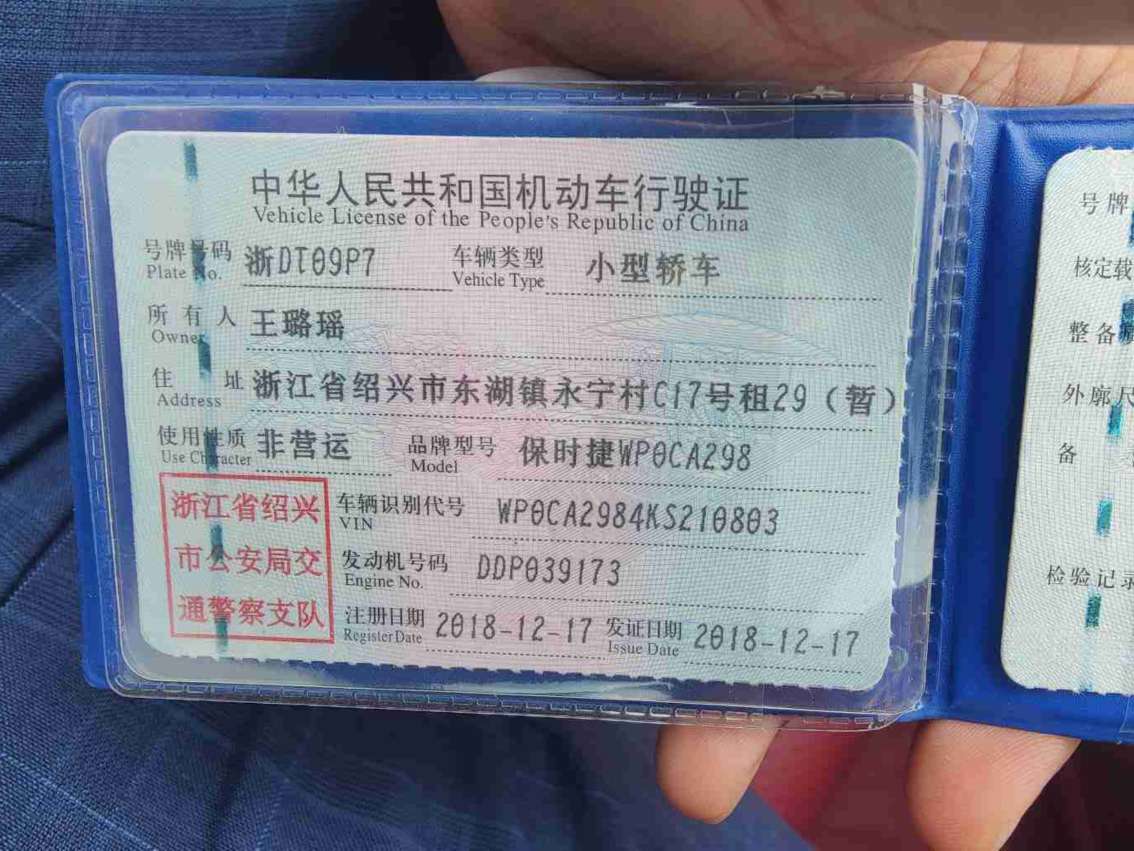 中华人民共和国机动车行驶证
Vehicle License of the People's Republic of China
号牌号码 浙DT09P7 车辆类型 小型轿车
Plate No. Vehicle Type
所有人 王璐瑶
Owner
住址 浙江省绍兴市东湖镇永宁村C17号租29（暂）
Address
使用性质 非营运 品牌型号 保时捷WP0CA298
Use Character Model
浙江省绍兴
市公安局交
通警察支队
车辆识别代号 WP0CA2984KS210803
VIN
发动机号码 DDP039173
Engine No.
注册日期 2018-12-17 发证日期 2018-12-17
Register Date Issue Date
号牌
核定载
整备
外廓尺
备
检验记录